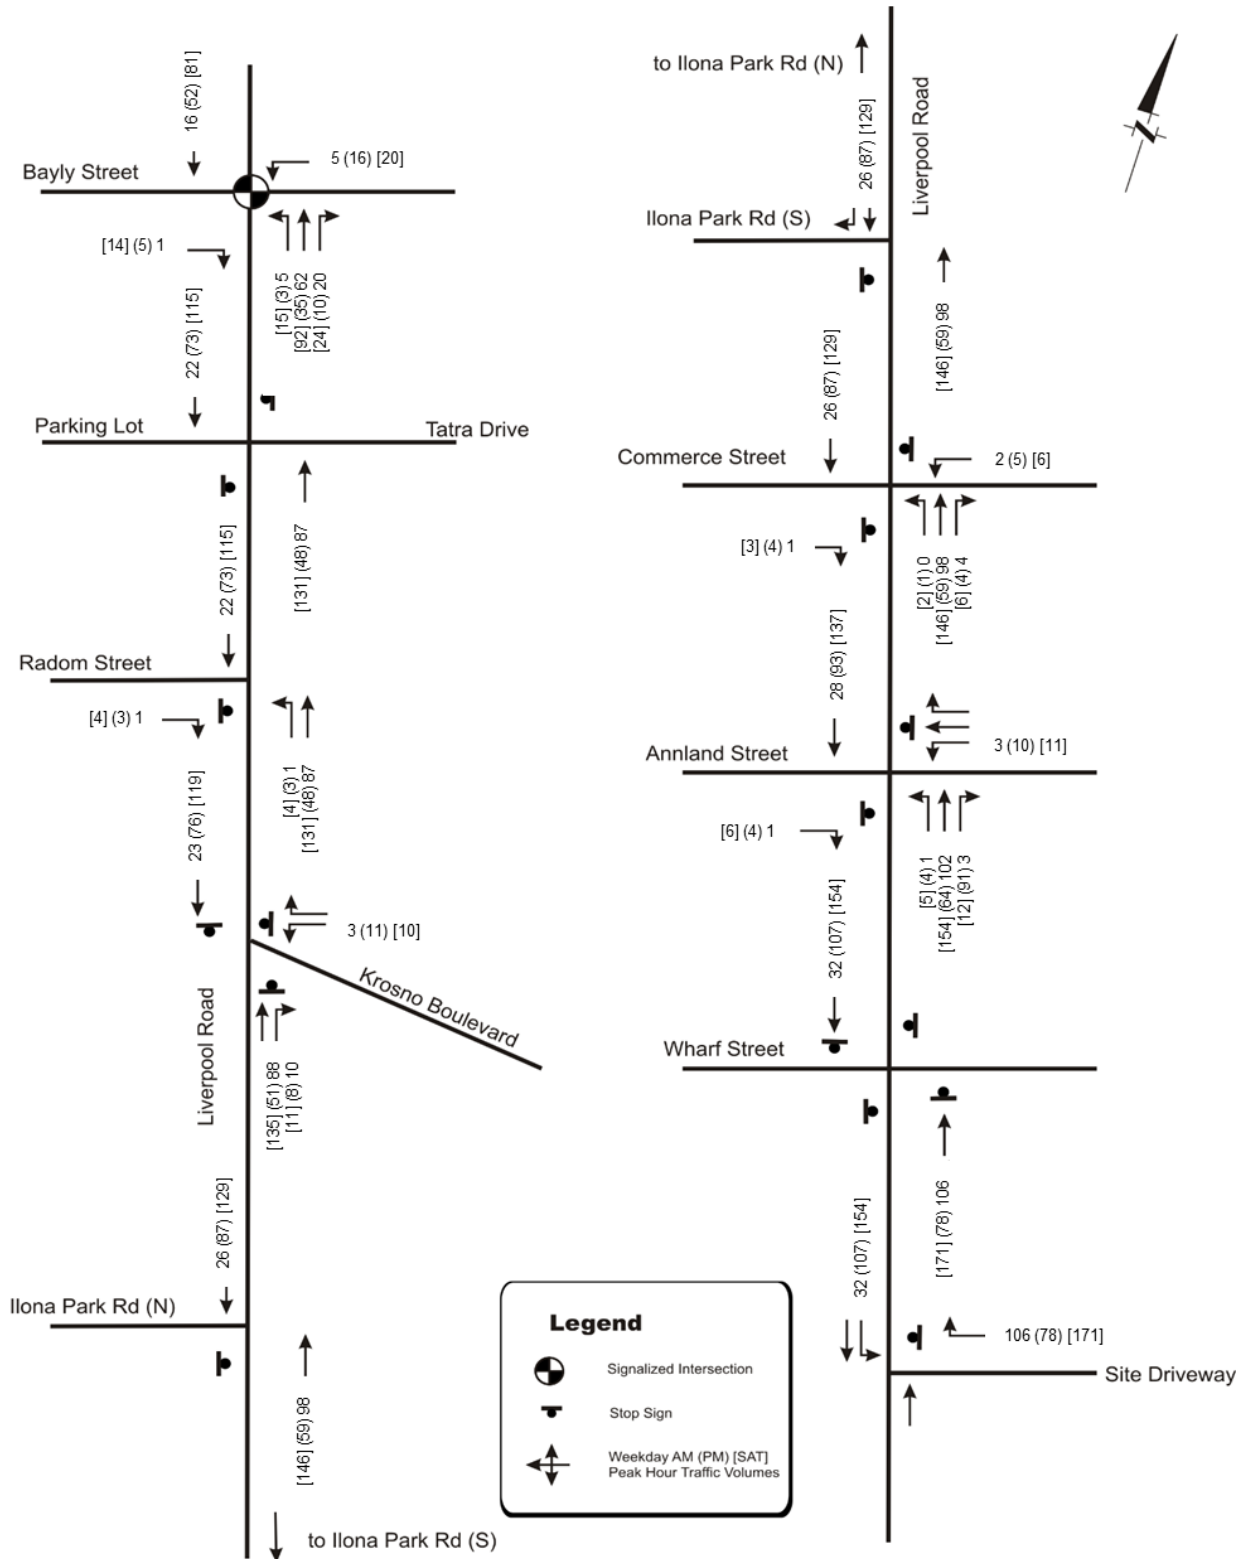 16 (52) [81]
Bayly Street
5 (16) [20]
[14] (5) 1
[15] (3) 5
[92] (35) 62
[24] (10) 20
22 (73) [115]
Parking Lot
Tatra Drive
22 (73) [115]
[131] (48) 87
Radom Street
[4] (3) 1
[4] (3) 1
[131] (48) 87
23 (76) [119]
3 (11) [10]
Krosno Boulevard
Liverpool Road
[135] (51) 88
[11] (8) 10
26 (87) [129]
Ilona Park Rd (N)
[146] (59) 98
to Ilona Park Rd (S)
to Ilona Park Rd (N)
26 (87) [129]
Liverpool Road
N
Ilona Park Rd (S)
26 (87) [129]
[146] (59) 98
Commerce Street
2 (5) [6]
[3] (4) 1
[2] (1) 0
[146] (59) 98
[6] (4) 4
28 (93) [137]
Annland Street
3 (10) [11]
[6] (4) 1
[5] (4) 1
[154] (64) 102
[12] (91) 3
32 (107) [154]
Wharf Street
32 (107) [154]
[171] (78) 106
106 (78) [171]
Site Driveway
Legend
Signalized Intersection
Stop Sign
Weekday AM (PM) [SAT]
Peak Hour Traffic Volumes